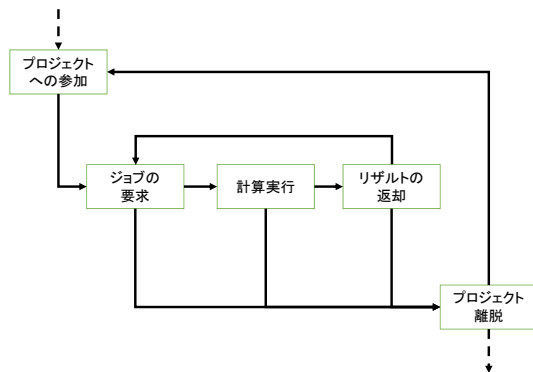 プロジェクト
への参加
ジョブの
要求
計算実行
リザルトの
返却
プロジェクト
離脱